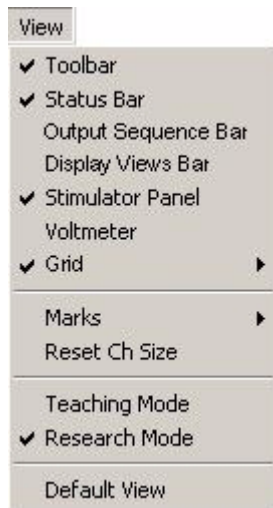 View
Toolbar
Status Bar
Output Sequence Bar
Display Views Bar
Stimulator Panel
Voltmeter
Grid
Marks
Reset Ch Size
Teaching Mode
Research Mode
Default View